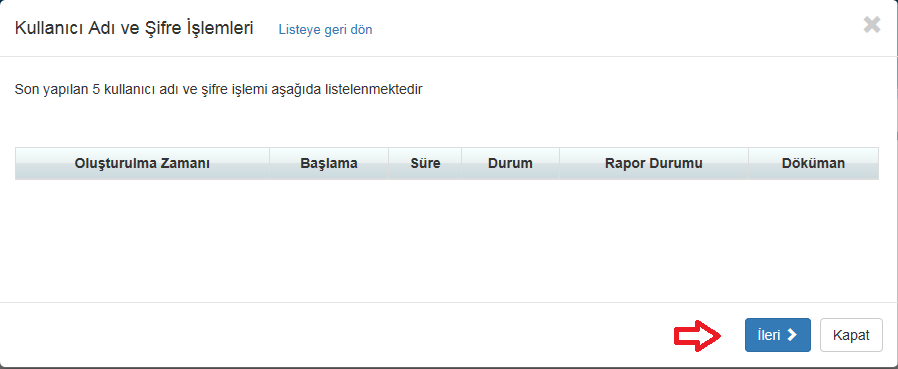 Kullanıcı Adı ve Şifre İşlemleri Listeye geri dön
Son yapılan 5 kullanıcı adı ve şifre işlemi aşağıda listelenmektedir
Oluşturulma Zamanı Başlama Süre Durum Rapor Durumu Döküman
İleri Kapat